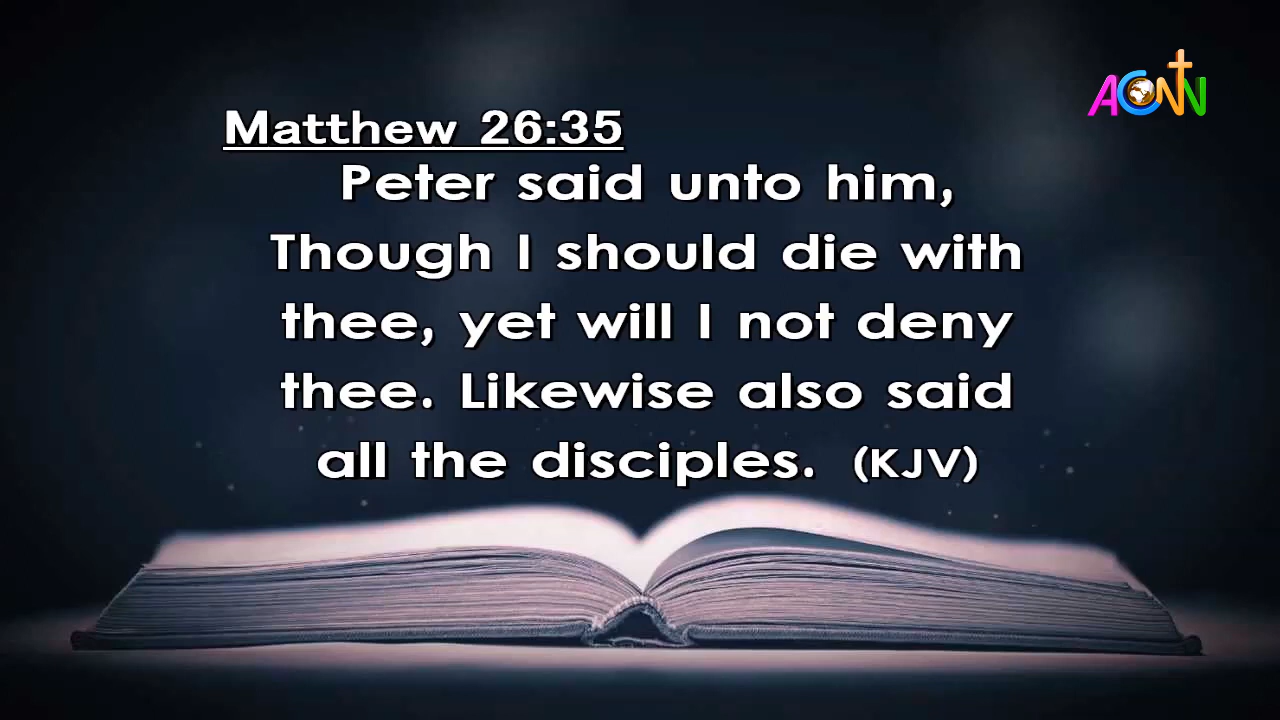 ACNN
Matthew 26:35
Peter said unto him,
Though I should die with
thee, yet will I not deny
thee. Likewise also said
all the disciples. (KJV)